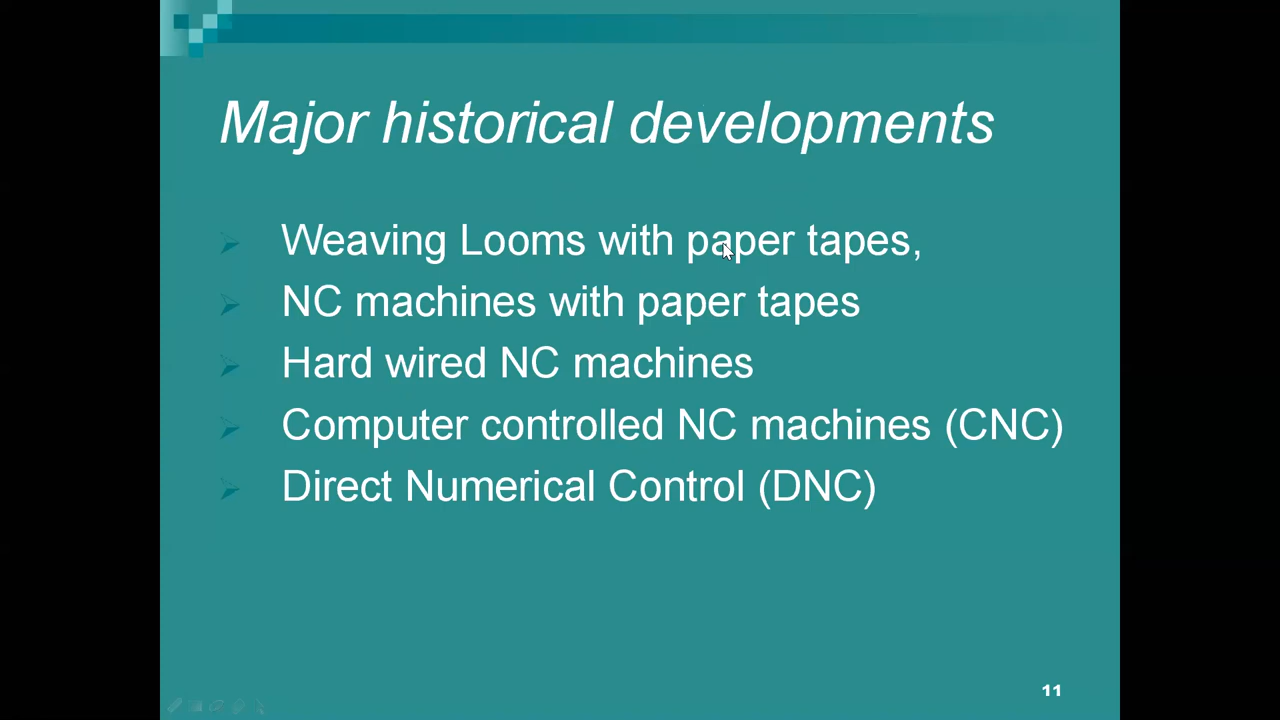 Major historical developments
Weaving Looms with paper tapes,
NC machines with paper tapes
Hard wired NC machines
Computer controlled NC machines (CNC)
Direct Numerical Control (DNC)
11